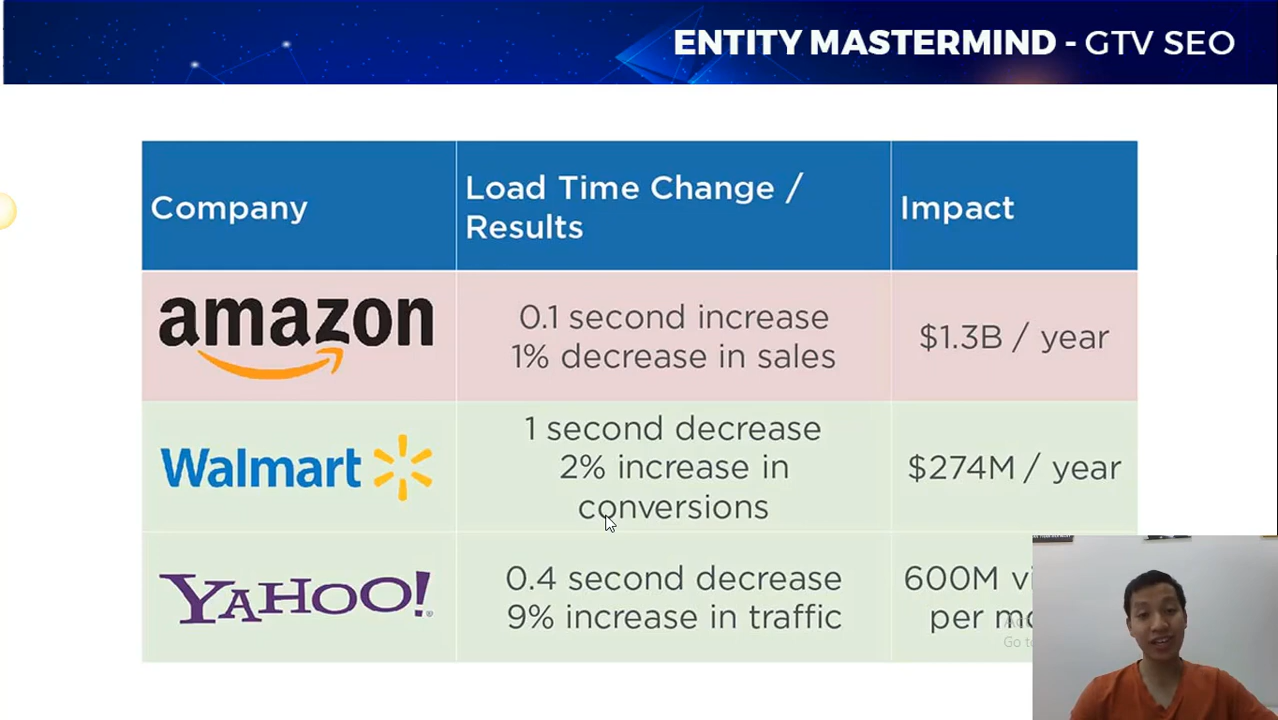 ENTITY MASTERMIND - GTV SEO
Company
Load Time Change /
Results
Impact
amazon
0.1 second increase
1% decrease in sales
$1.3B / year
Walmart
1 second decrease
2% increase in
conversions
$274M / year
YAHOO!
0.4 second decrease
9% increase in traffic
600M
per
Go